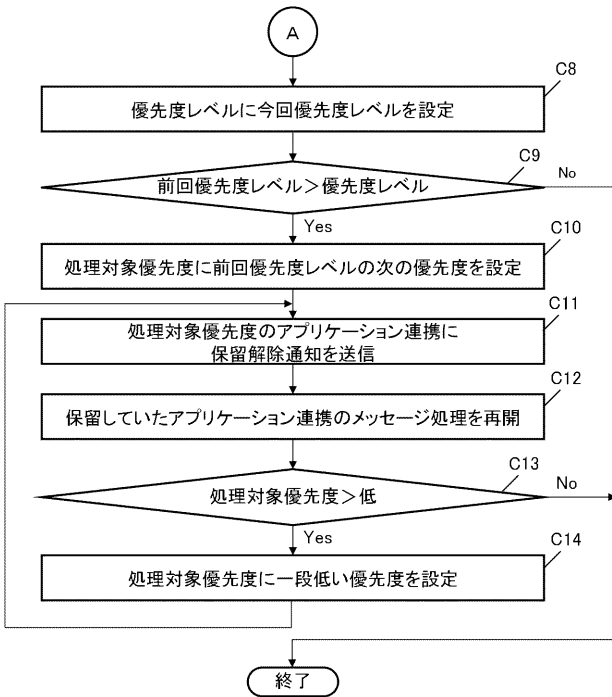 A
C8
優先度レベルに今回優先度レベルを設定
C9
前回優先度レベル＞優先度レベル
No
Yes
C10
処理対象優先度に前回優先度レベルの次の優先度を設定
C11
処理対象優先度のアプリケーション連携に
保留解除通知を送信
C12
保留していたアプリケーション連携のメッセージ処理を再開
C13
処理対象優先度＞低
No
Yes
C14
処理対象優先度に一段低い優先度を設定
終了